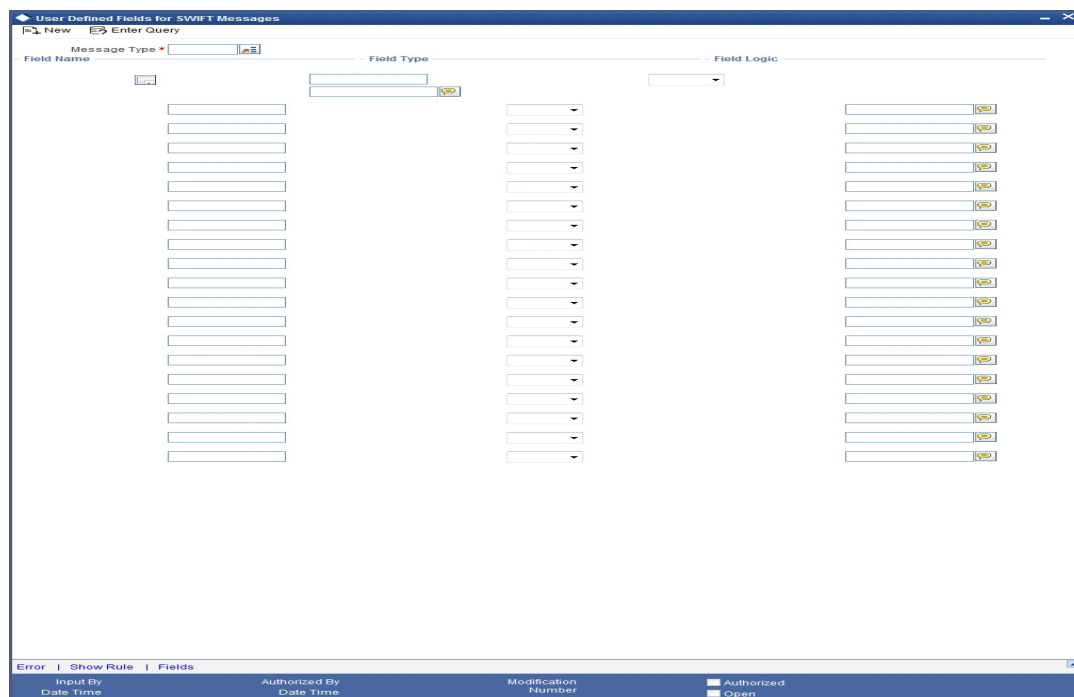 User Defined Fields for SWIFT Messages
New Enter Query
Message Type *
Field Name Field Type Field Logic
Error | Show Rule | Fields
Input By Authorized By Modification Authorized
Date Time Date Time Number Open